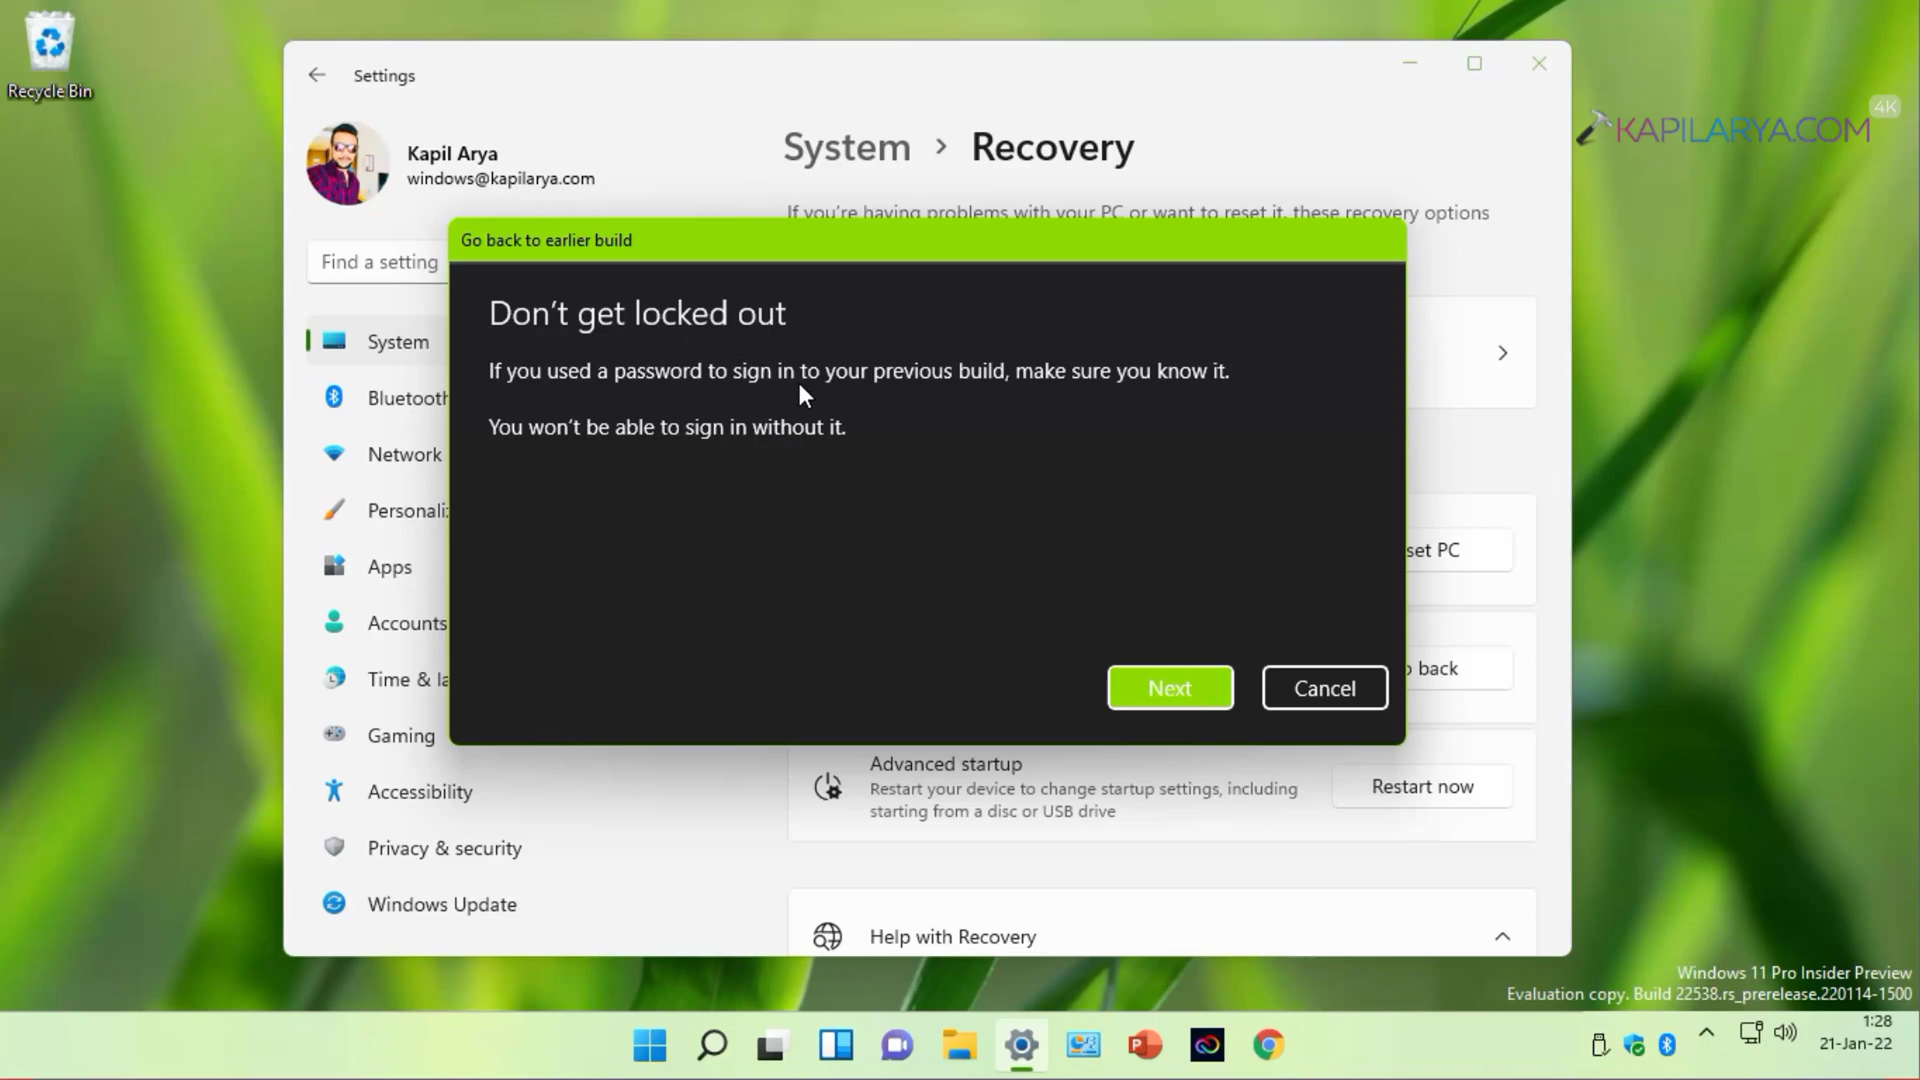 Recycle Bin
Settings
Kapil Arya
windows@kapilarya.com
System > Recovery
4K
KAPILARYA.COM
If you're having problems with your PC or want to reset it, these recovery options
Find a setting
Go back to earlier build
Don't get locked out
If you used a password to sign in to your previous build, make sure you know it.
You won't be able to sign in without it.
Next
Cancel
System
Bluetooth
Network
Personali
Apps
Accounts
Time & la
Gaming
Accessibility
Privacy & security
Windows Update
set PC
o back
Advanced startup
Restart your device to change startup settings, including
starting from a disc or USB drive
Restart now
Help with Recovery
Windows 11 Pro Insider Preview
Evaluation copy. Build 22538.rs_prerelease.220114-1500
1:28
21-Jan-22